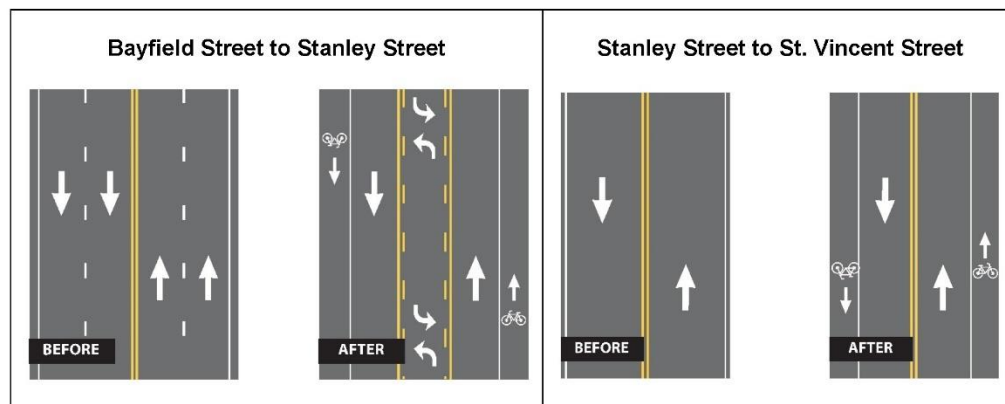 Bayfield Street to Stanley Street
BEFORE
AFTER
Stanley Street to St. Vincent Street
BEFORE
AFTER